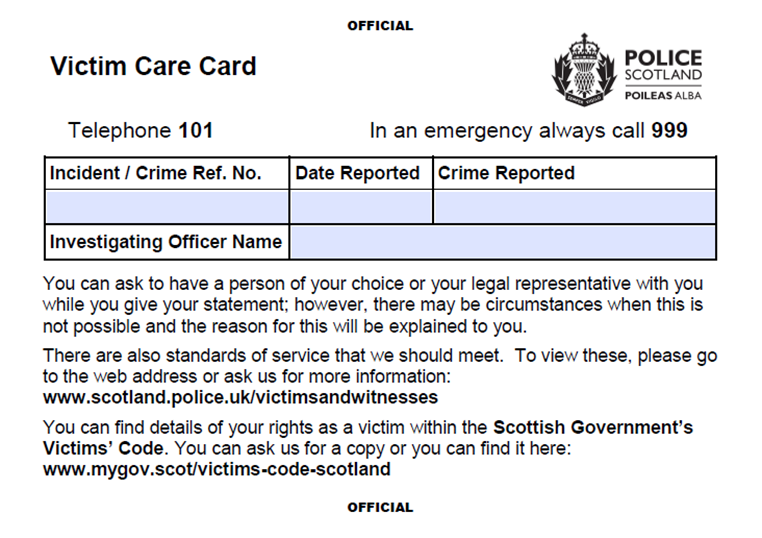 OFFICIAL
Victim Care Card
POLICE
SCOTLAND
POILEAS ALBA
Telephone 101
In an emergency always call 999
Incident / Crime Ref. No. Date Reported Crime Reported
Investigating Officer Name
You can ask to have a person of your choice or your legal representative with you
while you give your statement; however, there may be circumstances when this is
not possible and the reason for this will be explained to you.
There are also standards of service that we should meet. To view these, please go
to the web address or ask us for more information:
www.scotland.police.uk/victimsandwitnesses
You can find details of your rights as a victim within the Scottish Government’s
Victims’ Code. You can ask us for a copy or you can find it here:
www.mygov.scot/victims-code-scotland
OFFICIAL